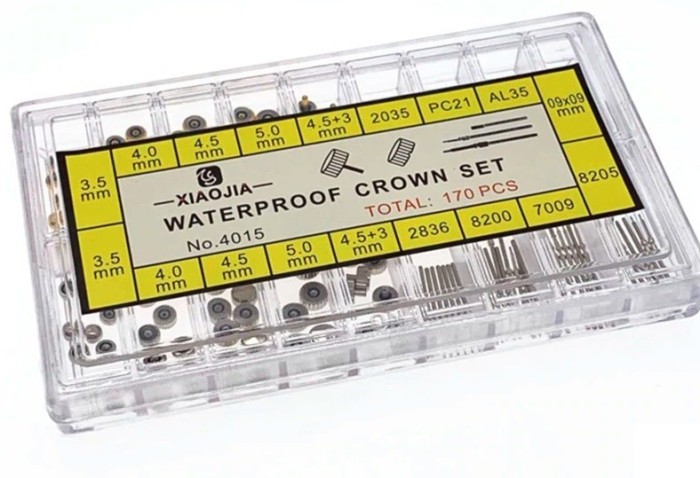 3.5 mm
4.0 mm
4.5 mm
5.0 mm
4.5+3 mm
2035
PC21
AL35
09x09 mm
XIAOJIA
WATERPROOF CROWN SET
No.4015
TOTAL: 170 PCS
3.5 mm
4.0 mm
4.5 mm
5.0 mm
4.5+3 mm
2836
8200
7009
8205